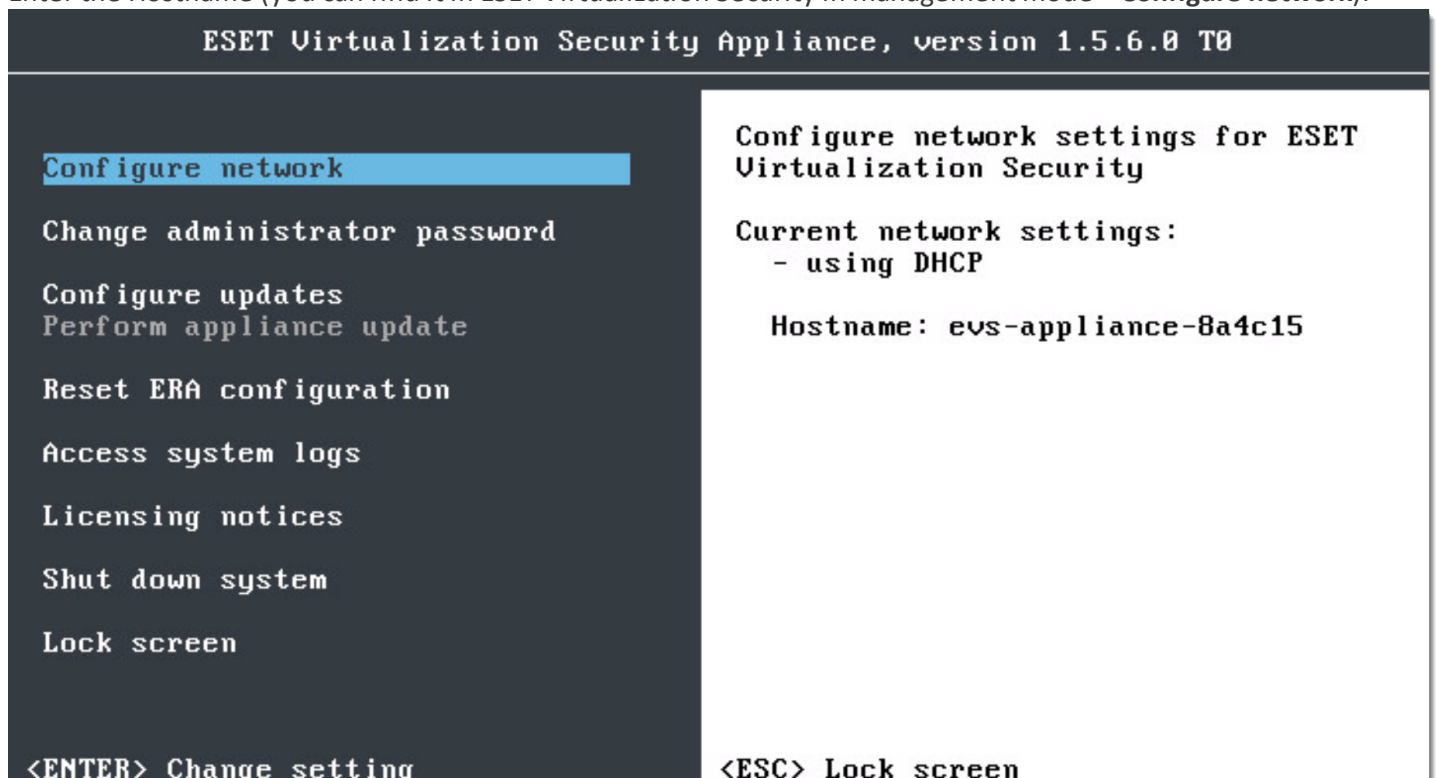 ESET Virtualization Security Appliance, version 1.5.6.0 T0
Configure network
Change administrator password
Configure updates
Perform appliance update
Reset ERA configuration
Access system logs
Licensing notices
Shut down system
Lock screen
<ENTER> Change setting
Configure network settings for ESET
Virtualization Security
Current network settings:
- using DHCP
Hostname: evs-appliance-8a4c15
<ESC> Lock screen